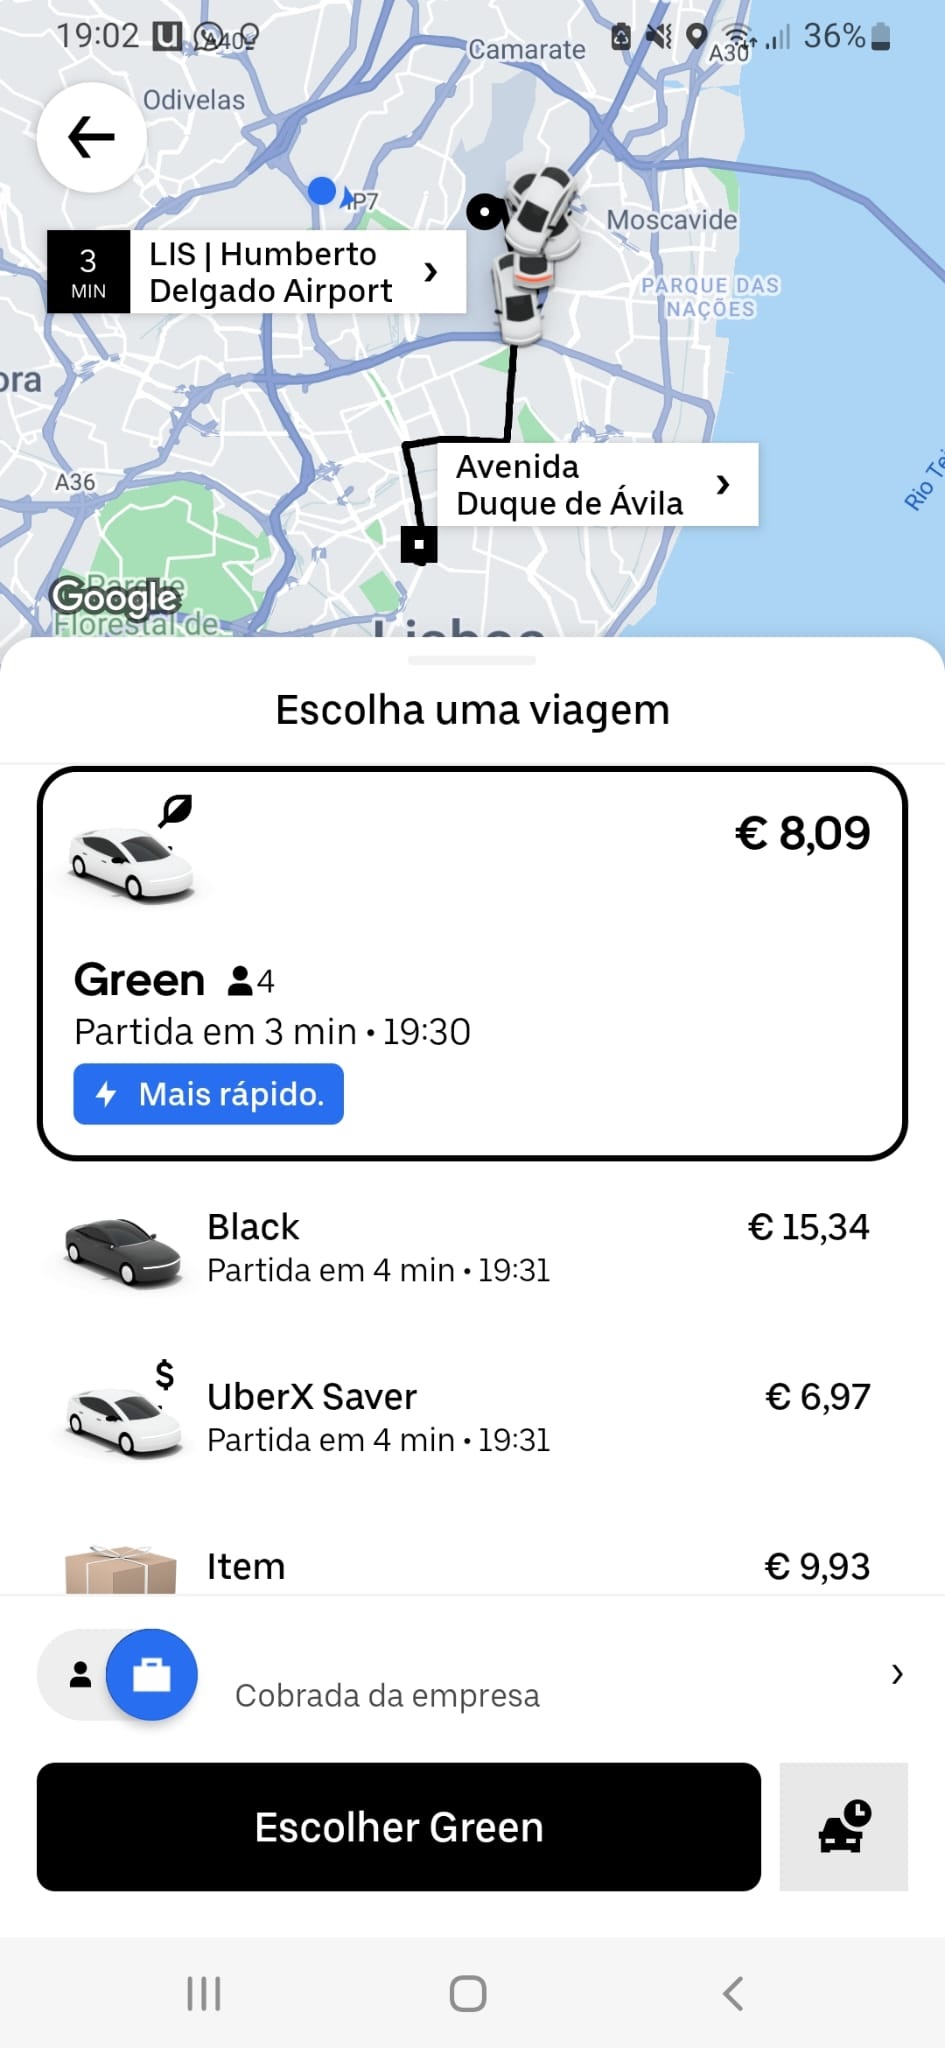 19:02
36%
Camarate
A40
A30
Odivelas
IP7
Moscavide
3
MIN
LIS | Humberto
Delgado Airport
PARQUE DAS
NAÇÕES
ora
Avenida
Duque de Ávila
A36
Rio Te
Google
Parque
Florestal de
Lisboa
Escolha uma viagem
€ 8,09
Green 4
Partida em 3 min • 19:30
Mais rápido.
Black
€ 15,34
Partida em 4 min • 19:31
$
UberX Saver
€ 6,97
Partida em 4 min • 19:31
Item
€ 9,93
Cobrada da empresa
Escolher Green